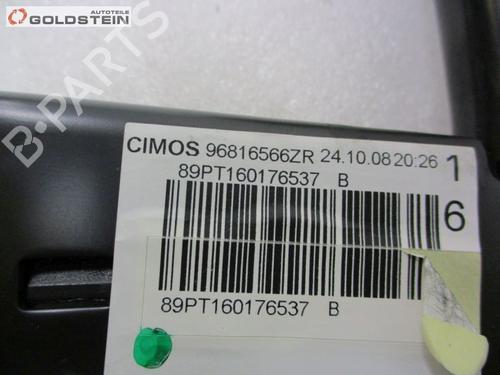 AUTOTEILE
GOLDSTEIN
B-PARTS
CIMOS 96816566ZR 24.10.08 20:26 1
89PT160176537 B
6
89PT160176537 B